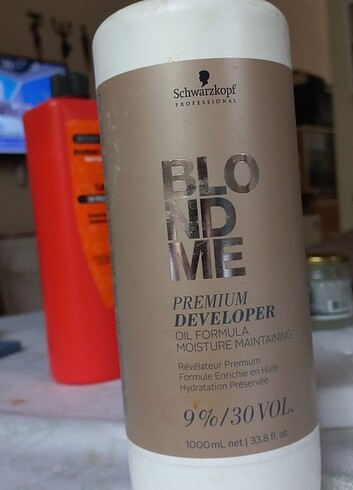 Schwarzkopf
PROFESSIONAL
BLO
ND
ME
PREMIUM
DEVELOPER
OIL FORMULA
MOISTURE MAINTAINING
Révélateur Premium
Formule Enrichie en Huile
Hydratation Préservée
9%/30 VOL.
1000mL net | 33.8 fl. oz.